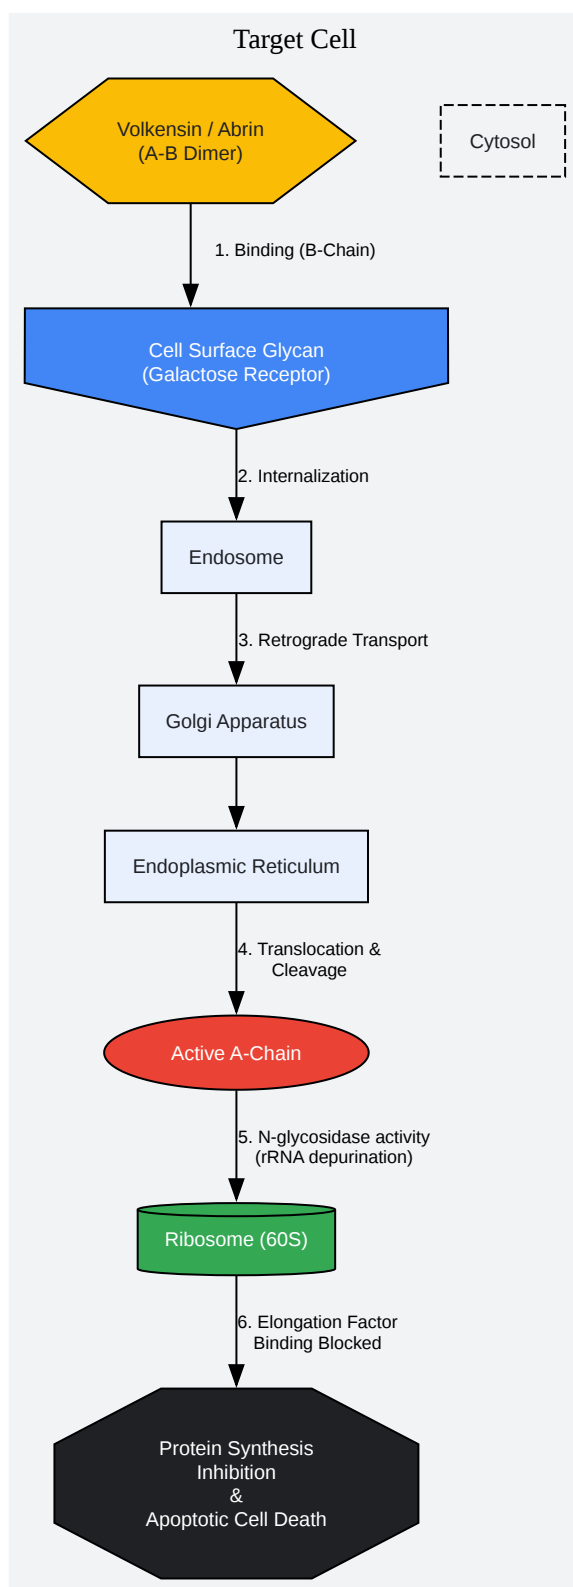 Target Cell
Volkensin / Abrin
(A-B Dimer)
Cytosol
1. Binding (B-Chain)
Cell Surface Glycan
(Galactose Receptor)
2. Internalization
Endosome
3. Retrograde Transport
Golgi Apparatus
Endoplasmic Reticulum
4. Translocation &
Cleavage
Active A-Chain
5. N-glycosidase activity
(rRNA depurination)
Ribosome (60S)
6. Elongation Factor
Binding Blocked
Protein Synthesis
Inhibition
&
Apoptotic Cell Death